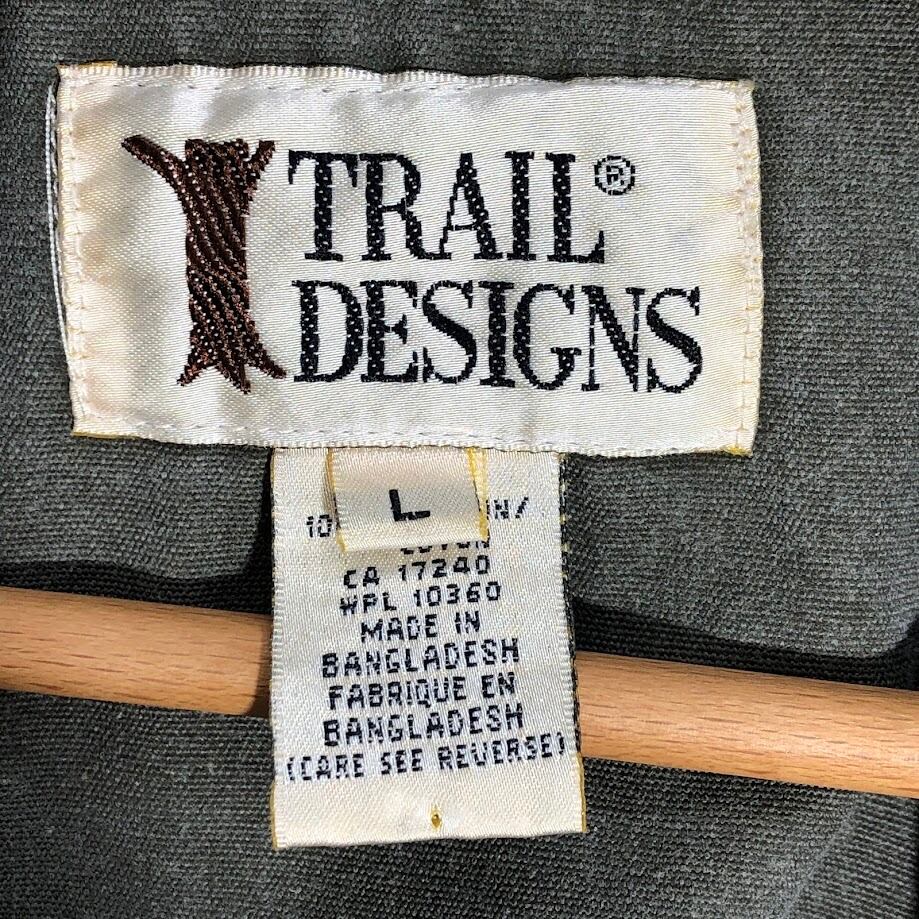 TRAIL®
DESIGNS
L
CA 17240
WPL 10360
MADE IN
BANGLADESH
FABRIQUE EN
BANGLADESH
(CARE SEE REVERSE)